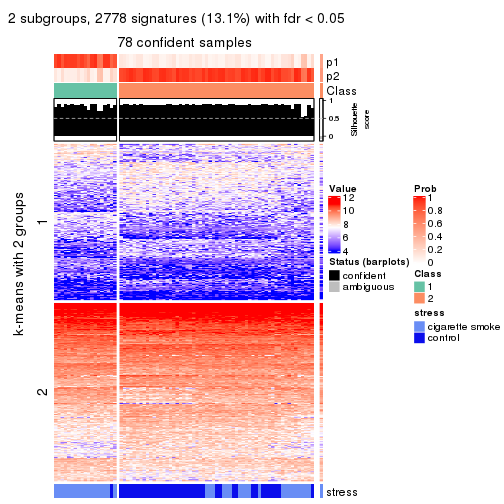 2 subgroups, 2778 signatures (13.1%) with fdr < 0.05
78 confident samples
p1
p2
Class
1
0.5
0
Silhouette
score
k-means with 2 groups
1
2
stress
Value
12
10
8
6
4
Status (barplots)
confident
ambiguous
Prob
1
0.8
0.6
0.4
0.2
0
Class
1
2
stress
cigarette smoke
control